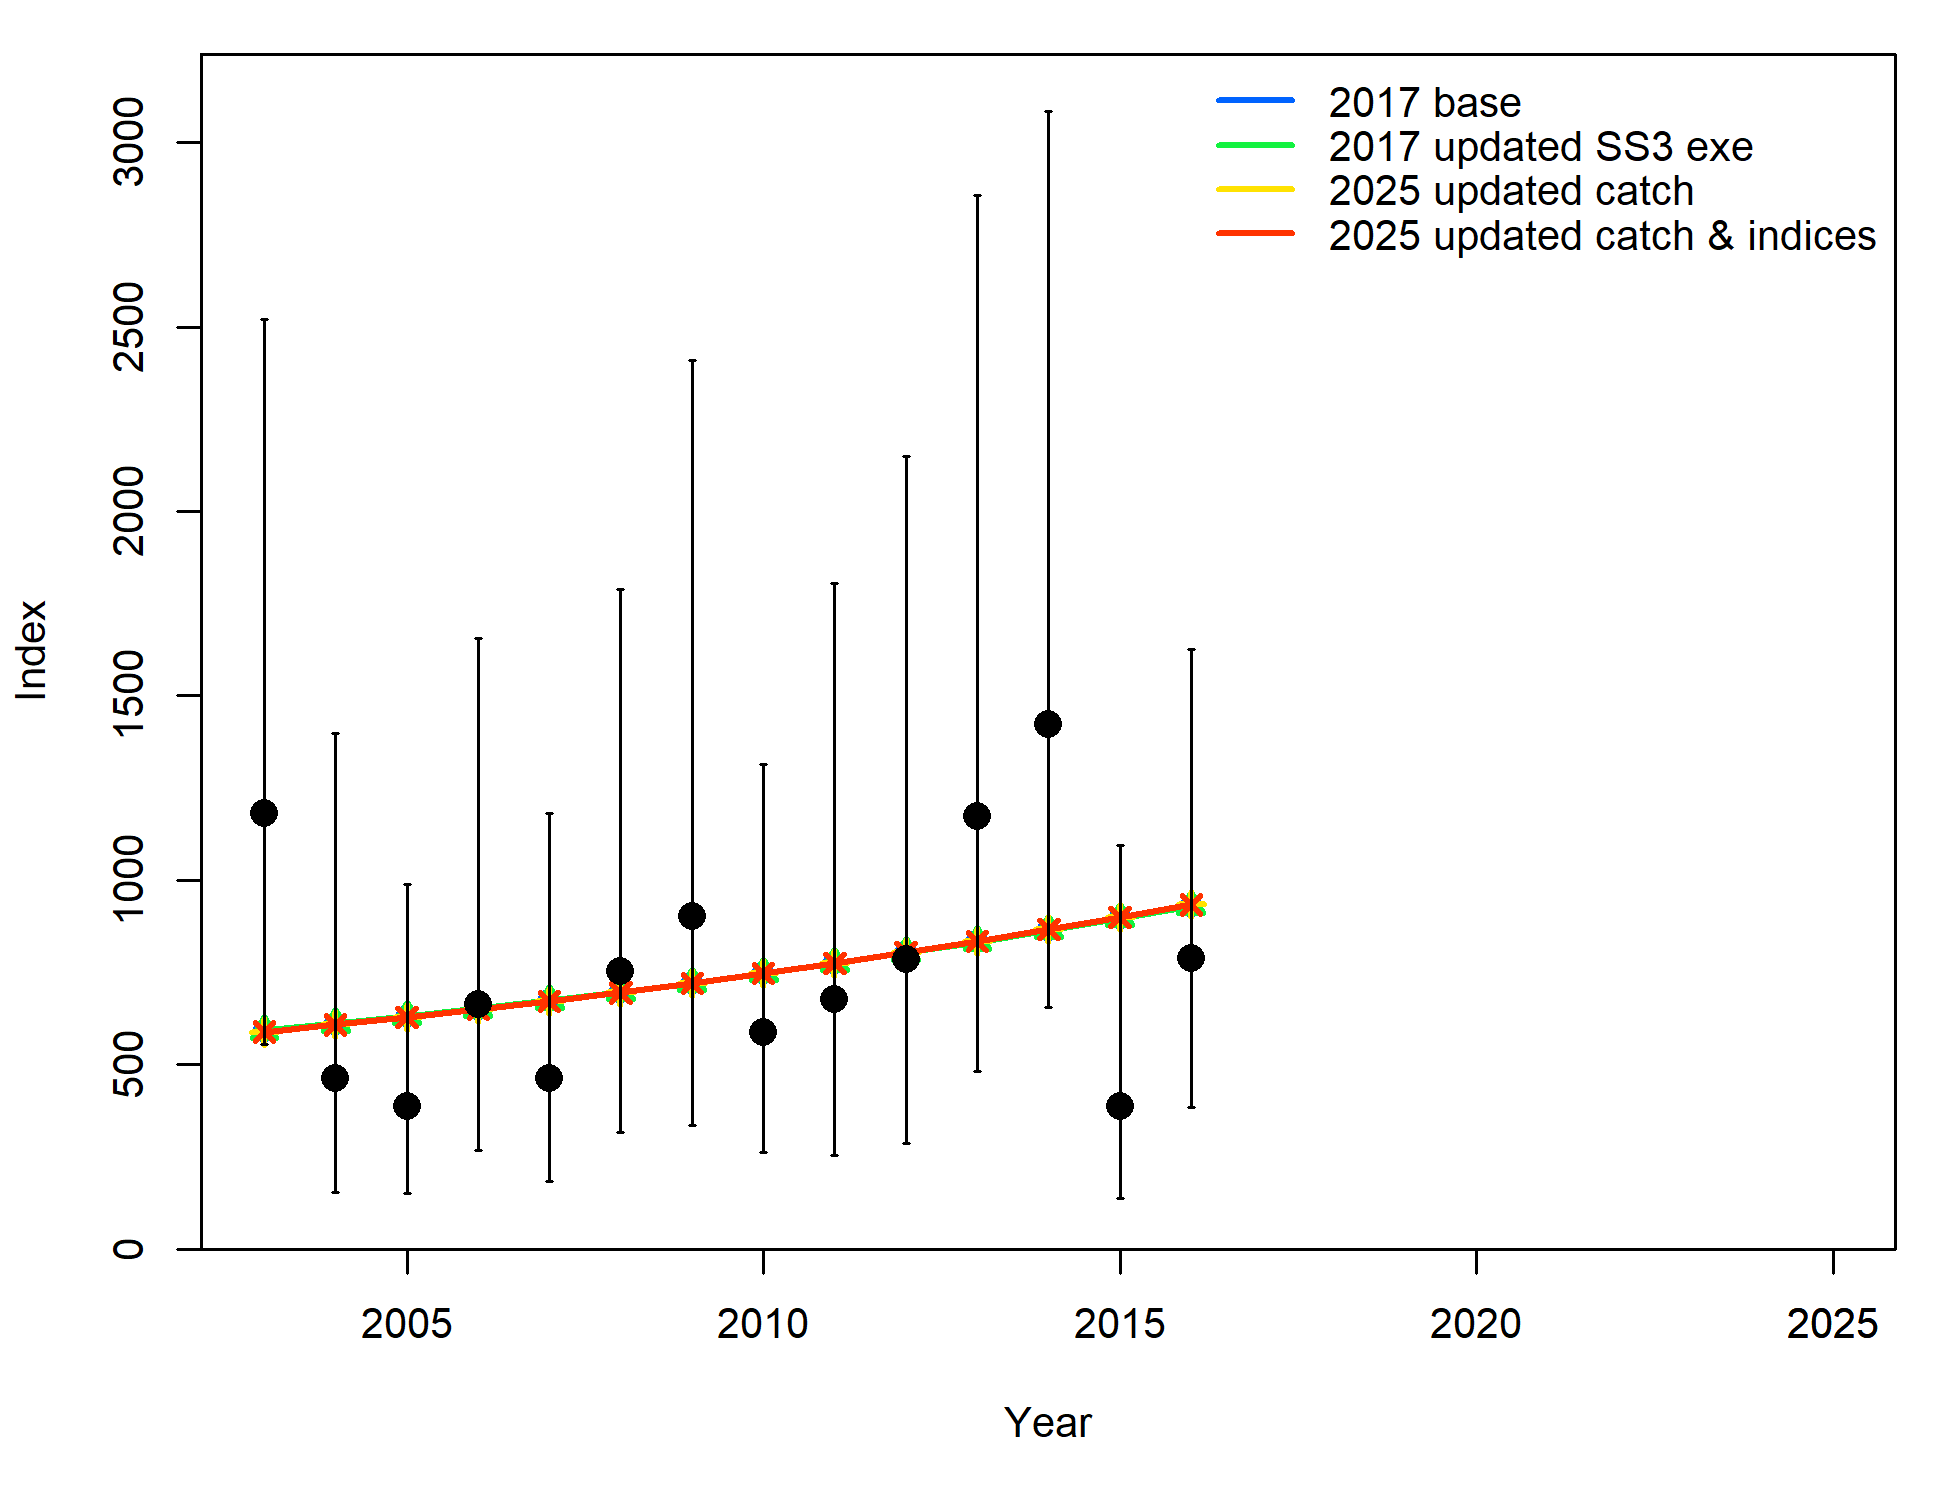 2017 base
2017 updated SS3 exe
2025 updated catch
2025 updated catch & indices
3000
2500
2000
1500
1000
500
0
Index
2005 2010 2015 2020 2025
Year